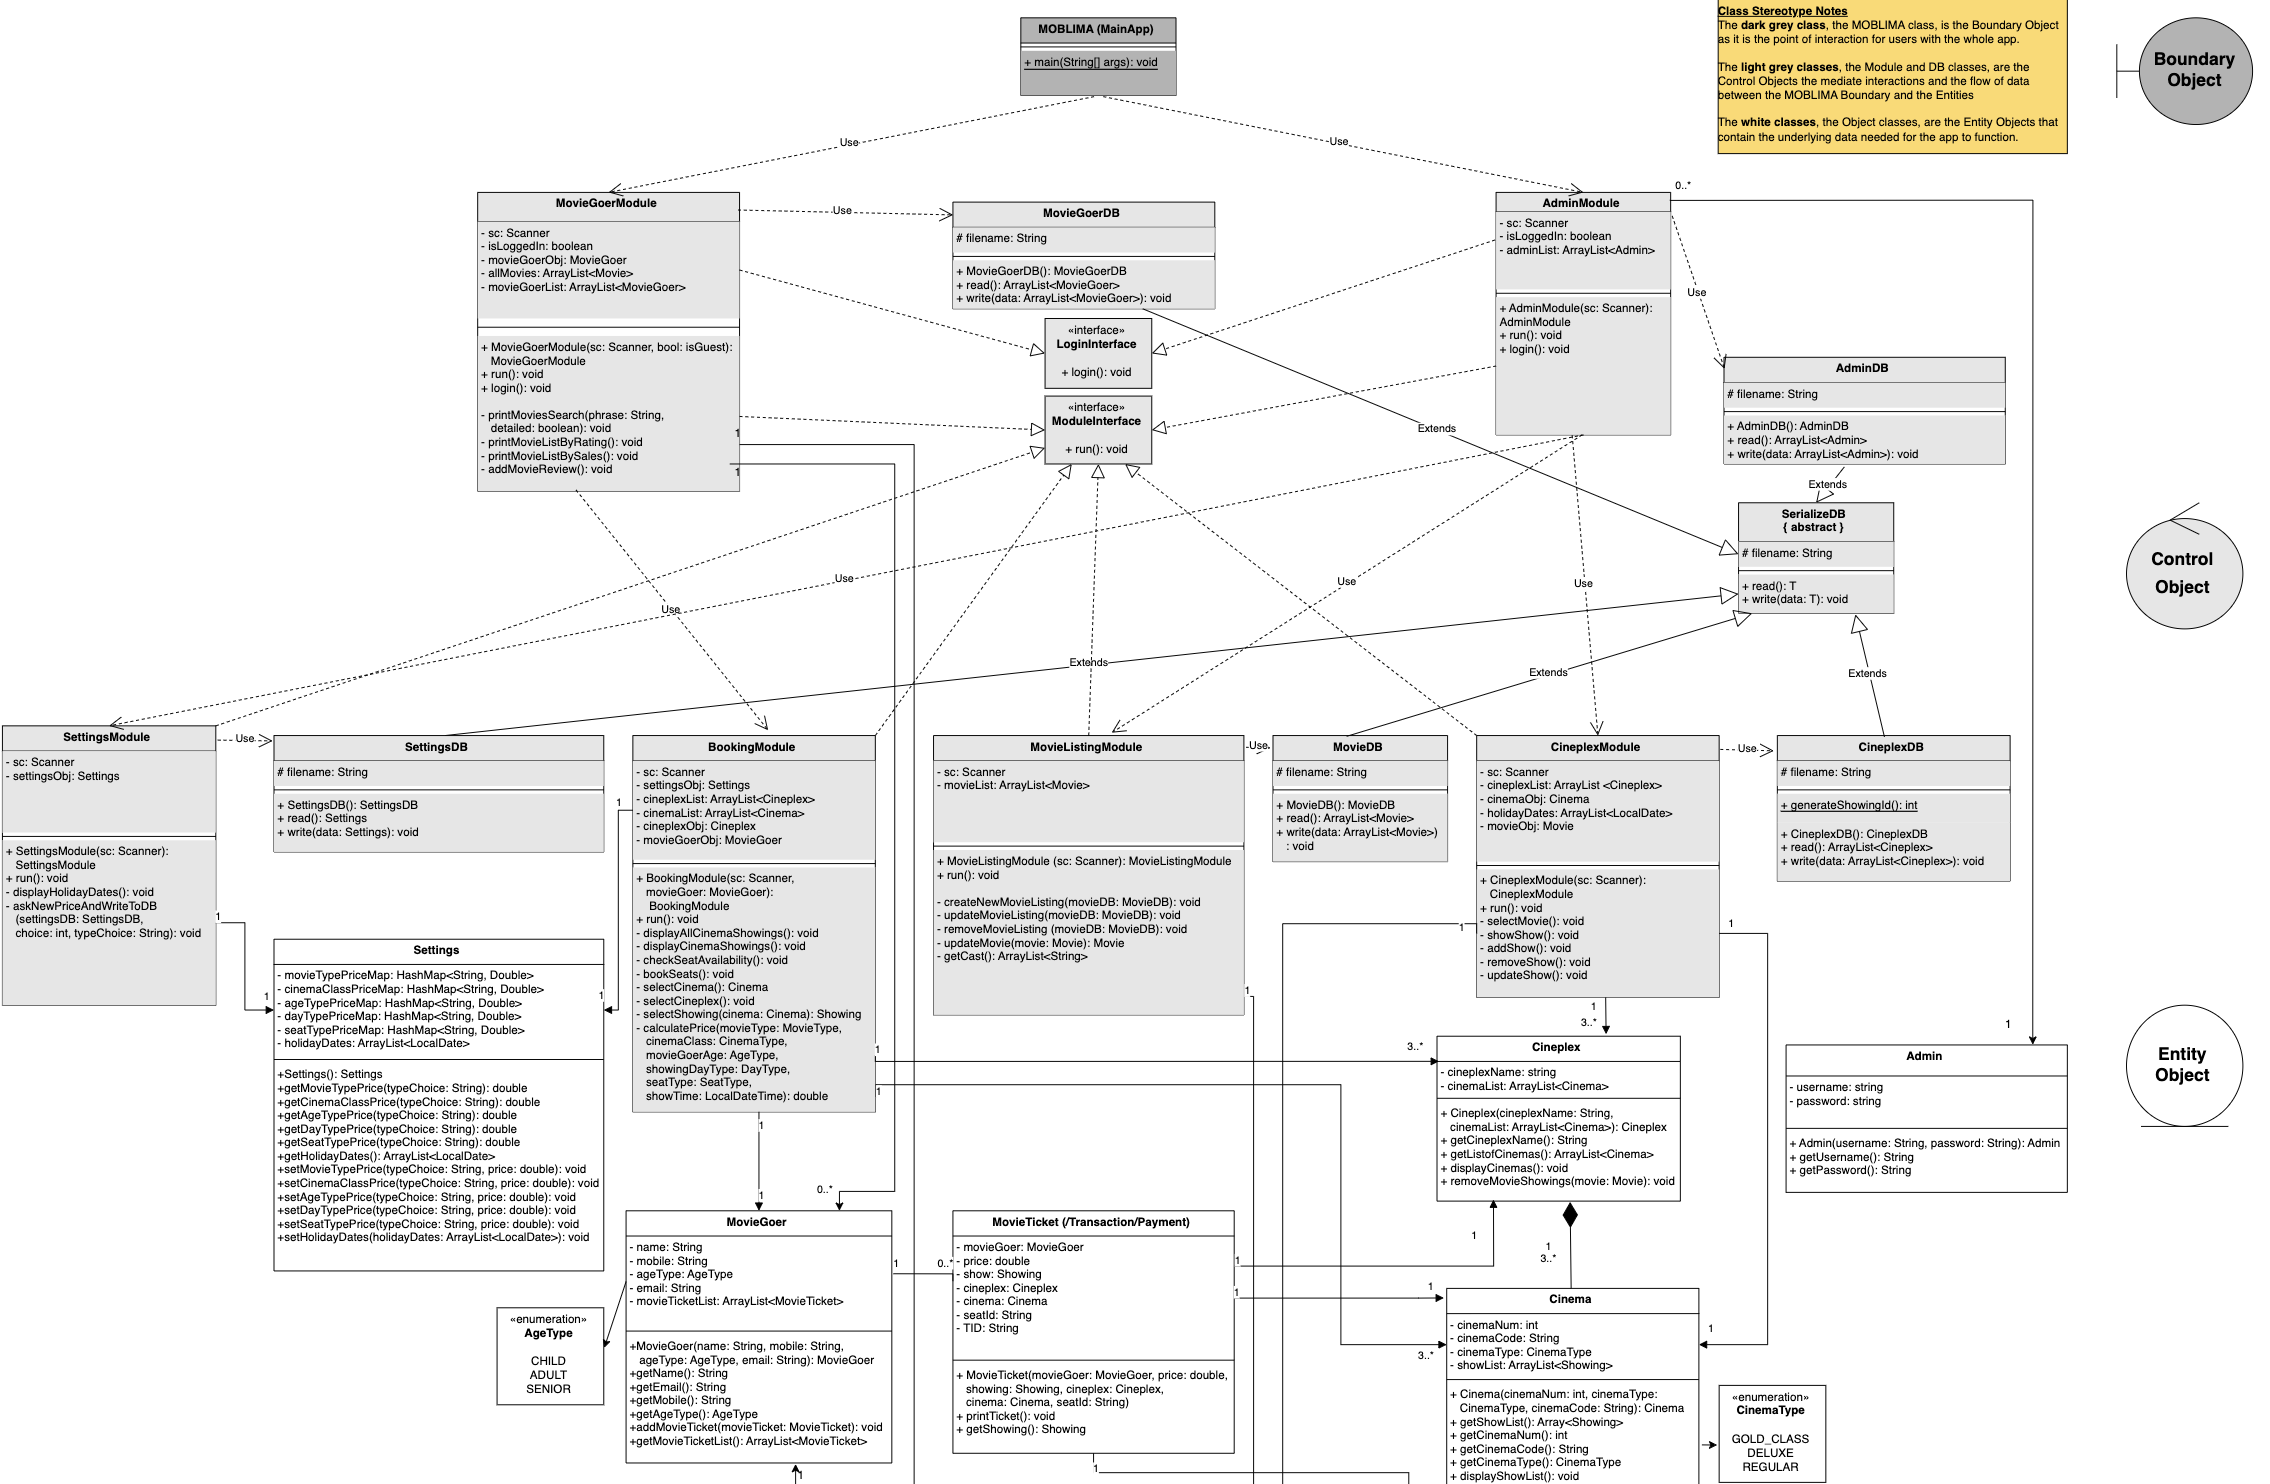 MOBLIMA (MainApp)
+ main(String[] args): void
Class Stereotype Notes
The dark grey class, the MOBLIMA class, is the Boundary Object
as it is the point of interaction for users with the whole app.
The light grey classes, the Module and DB classes, are the
Control Objects the mediate interactions and the flow of data
between the MOBLIMA Boundary and the Entities
The white classes, the Object classes, are the Entity Objects that
contain the underlying data needed for the app to function.
Boundary
Object
Use
Use
MovieGoerModule
- sc: Scanner
- isLoggedIn: boolean
- movieGoerObj: MovieGoer
- allMovies: ArrayList<Movie>
- movieGoerList: ArrayList<MovieGoer>
+ MovieGoerModule(sc: Scanner, bool: isGuest):
MovieGoerModule
+ run(): void
+ login(): void
- printMoviesSearch(phrase: String,
detailed: boolean): void
- printMovieListByRating(): void
- printMovieListBySales(): void
- addMovieReview(): void
1
1
Use
MovieGoerDB
# filename: String
+ MovieGoerDB(): MovieGoerDB
+ read(): ArrayList<MovieGoer>
+ write(data: ArrayList<MovieGoer>): void
«interface»
LoginInterface
+ login(): void
«interface»
ModuleInterface
+ run(): void
AdminModule
- sc: Scanner
- isLoggedIn: boolean
- adminList: ArrayList<Admin>
+ AdminModule(sc: Scanner):
AdminModule
+ run(): void
+ login(): void
0..*
Use
AdminDB
# filename: String
+ AdminDB(): AdminDB
+ read(): ArrayList<Admin>
+ write(data: ArrayList<Admin>): void
Extends
Extends
SerializeDB
{ abstract }
# filename: String
+ read(): T
+ write(data: T): void
Control
Object
Use
Use
Use
Use
Extends
Extends
Extends
SettingsModule
- sc: Scanner
- settingsObj: Settings
+ SettingsModule(sc: Scanner):
SettingsModule
+ run(): void
- displayHolidayDates(): void
- askNewPriceAndWriteToDB
(settingsDB: SettingsDB,
choice: int, typeChoice: String): void
1
Use
SettingsDB
# filename: String
+ SettingsDB(): SettingsDB
+ read(): Settings
+ write(data: Settings): void
1
BookingModule
- sc: Scanner
- settingsObj: Settings
- cineplexList: ArrayList<Cineplex>
- cinemaList: ArrayList<Cinema>
- cineplexObj: Cineplex
- movieGoerObj: MovieGoer
+ BookingModule(sc: Scanner,
movieGoer: MovieGoer):
BookingModule
+ run(): void
- displayAllCinemaShowings(): void
- displayCinemaShowings(): void
- checkSeatAvailability(): void
- bookSeats(): void
- selectCinema(): Cinema
- selectCineplex(): void
- selectShowing(cinema: Cinema): Showing
- calculatePrice(movieType: MovieType,
cinemaClass: CinemaType,
movieGoerAge: AgeType,
showingDayType: DayType,
seatType: SeatType,
showTime: LocalDateTime): double
1
1
1
MovieListingModule
- sc: Scanner
- movieList: ArrayList<Movie>
+ MovieListingModule (sc: Scanner): MovieListingModule
+ run(): void
- createNewMovieListing(movieDB: MovieDB): void
- updateMovieListing(movieDB: MovieDB): void
- removeMovieListing (movieDB: MovieDB): void
- updateMovie(movie: Movie): Movie
- getCast(): ArrayList<String>
1
Use
MovieDB
# filename: String
+ MovieDB(): MovieDB
+ read(): ArrayList<Movie>
+ write(data: ArrayList<Movie>)
: void
CineplexModule
- sc: Scanner
- cineplexList: ArrayList <Cineplex>
- cinemaObj: Cinema
- holidayDates: ArrayList<LocalDate>
- movieObj: Movie
+ CineplexModule(sc: Scanner):
CineplexModule
+ run(): void
- selectMovie(): void
- showShow(): void
- addShow(): void
- removeShow(): void
- updateShow(): void
1
1
1
3..*
Use
CineplexDB
# filename: String
+ generateShowingId(): int
+ CineplexDB(): CineplexDB
+ read(): ArrayList<Cineplex>
+ write(data: ArrayList<Cineplex>): void
1
1
Settings
- movieTypePriceMap: HashMap<String, Double>
- cinemaClassPriceMap: HashMap<String, Double>
- ageTypePriceMap: HashMap<String, Double>
- dayTypePriceMap: HashMap<String, Double>
- seatTypePriceMap: HashMap<String, Double>
- holidayDates: ArrayList<LocalDate>
+Settings(): Settings
+getMovieTypePrice(typeChoice: String): double
+getCinemaClassPrice(typeChoice: String): double
+getAgeTypePrice(typeChoice: String): double
+getDayTypePrice(typeChoice: String): double
+getSeatTypePrice(typeChoice: String): double
+getHolidayDates(): ArrayList<LocalDate>
+setMovieTypePrice(typeChoice: String, price: double): void
+setCinemaClassPrice(typeChoice: String, price: double): void
+setAgeTypePrice(typeChoice: String, price: double): void
+setDayTypePrice(typeChoice: String, price: double): void
+setSeatTypePrice(typeChoice: String, price: double): void
+setHolidayDates(holidayDates: ArrayList<LocalDate>): void
3..*
Cineplex
- cineplexName: string
- cinemaList: ArrayList<Cinema>
+ Cineplex(cineplexName: String,
cinemaList: ArrayList<Cinema>): Cineplex
+ getCineplexName(): String
+ getListofCinemas(): ArrayList<Cinema>
+ displayCinemas(): void
+ removeMovieShowings(movie: Movie): void
1
Admin
- username: string
- password: string
+ Admin(username: String, password: String): Admin
+ getUsername(): String
+ getPassword(): String
Entity
Object
1
0..*
MovieGoer
- name: String
- mobile: String
- ageType: AgeType
- email: String
- movieTicketList: ArrayList<MovieTicket>
+MovieGoer(name: String, mobile: String,
ageType: AgeType, email: String): MovieGoer
+getName(): String
+getEmail(): String
+getMobile(): String
+getAgeType(): AgeType
+addMovieTicket(movieTicket: MovieTicket): void
+getMovieTicketList(): ArrayList<MovieTicket>
1
1
0..*
«enumeration»
AgeType
CHILD
ADULT
SENIOR
MovieTicket (/Transaction/Payment)
- movieGoer: MovieGoer
- price: double
- show: Showing
- cineplex: Cineplex
- cinema: Cinema
- seatId: String
- TID: String
+ MovieTicket(movieGoer: MovieGoer, price: double,
showing: Showing, cineplex: Cineplex,
cinema: Cinema, seatId: String)
+ printTicket(): void
+ getShowing(): Showing
1
1
1
1
1
1
3..*
3..*
1
Cinema
- cinemaNum: int
- cinemaCode: String
- cinemaType: CinemaType
- showList: ArrayList<Showing>
+ Cinema(cinemaNum: int, cinemaType:
CinemaType, cinemaCode: String): Cinema
+ getShowList(): Array<Showing>
+ getCinemaNum(): int
+ getCinemaCode(): String
+ getCinemaType(): CinemaType
+ displayShowList(): void
«enumeration»
CinemaType
GOLD_CLASS
DELUXE
REGULAR